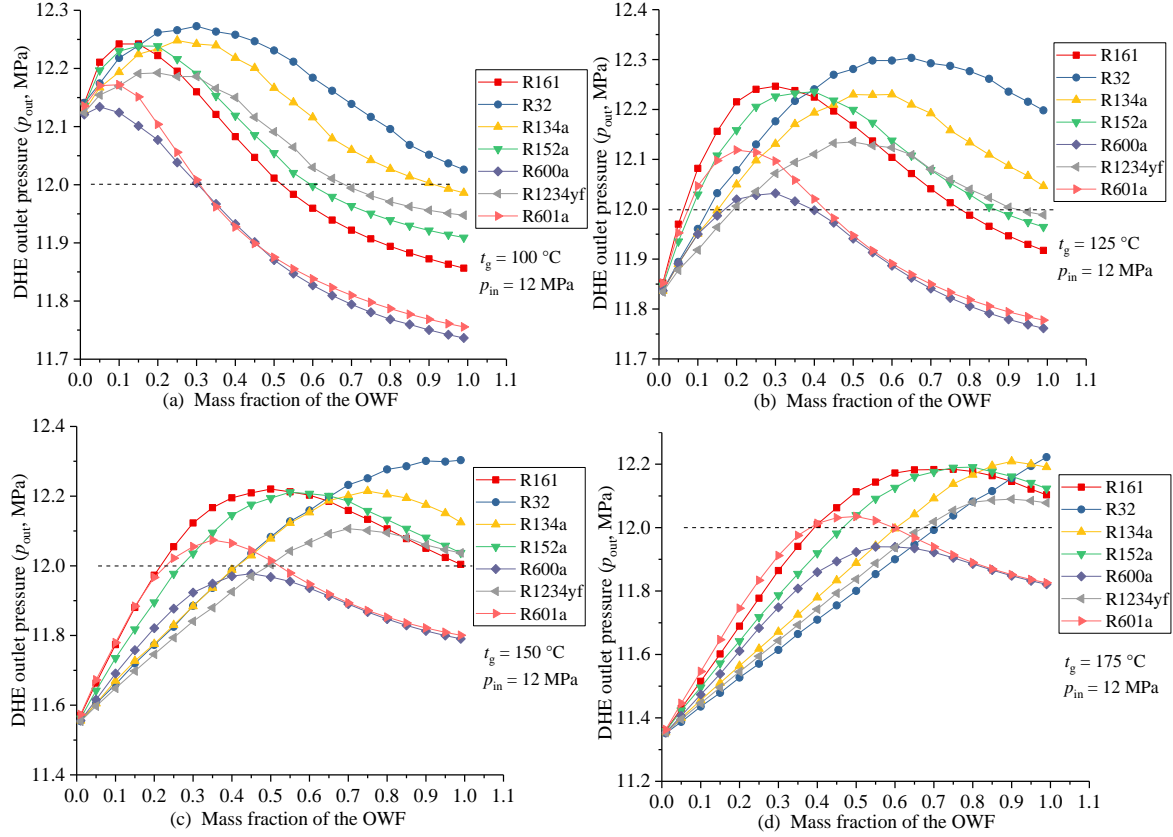 12.3
12.2
12.1
12.0
11.9
11.8
11.7
DHE outlet pressure (pout, MPa)
R161
R32
R134a
R152a
R600a
R1234yf
R601a
tg = 100 °C
pin = 12 MPa
0.0 0.1 0.2 0.3 0.4 0.5 0.6 0.7 0.8 0.9 1.0 1.1
(a) Mass fraction of the OWF
12.4
12.3
12.2
12.1
12.0
11.9
11.8
11.7
DHE outlet pressure (pout, MPa)
R161
R32
R134a
R152a
R600a
R1234yf
R601a
tg = 125 °C
pin = 12 MPa
0.0 0.1 0.2 0.3 0.4 0.5 0.6 0.7 0.8 0.9 1.0 1.1
(b) Mass fraction of the OWF
12.4
12.2
12.0
11.8
11.6
11.4
DHE outlet pressure (pout, MPa)
R161
R32
R134a
R152a
R600a
R1234yf
R601a
tg = 150 °C
pin = 12 MPa
0.0 0.1 0.2 0.3 0.4 0.5 0.6 0.7 0.8 0.9 1.0 1.1
(c) Mass fraction of the OWF
12.4
12.2
12.0
11.8
11.6
11.4
11.2
DHE outlet pressure (pout, MPa)
R161
R32
R134a
R152a
R600a
R1234yf
R601a
tg = 175 °C
pin = 12 MPa
0.0 0.1 0.2 0.3 0.4 0.5 0.6 0.7 0.8 0.9 1.0 1.1
(d) Mass fraction of the OWF